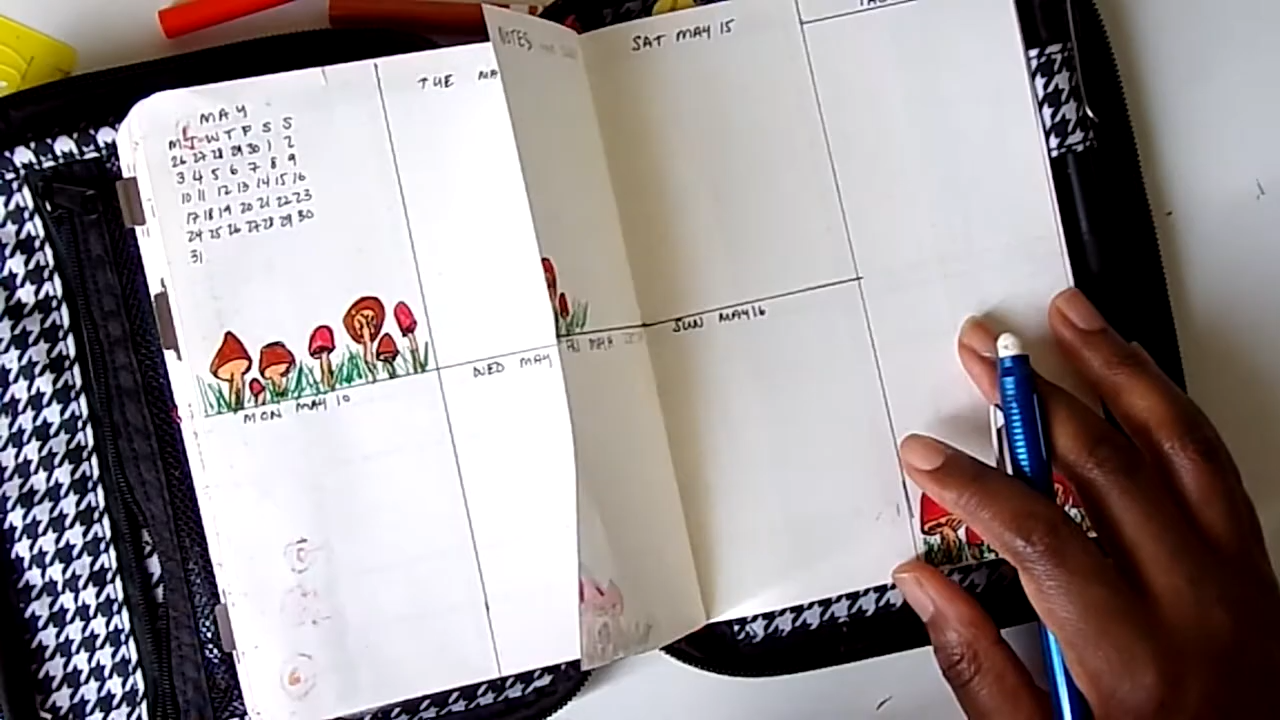 MAY
M T W T F S S
26 27 28 29 30 1 2
3 4 5 6 7 8 9
10 11 12 13 14 15 16
17 18 19 20 21 22 23
24 25 26 27 28 29 30
31
MON MAY 10
TUE MA
WED MAY
NOTES
SAT MAY 15
SUN MAY 16